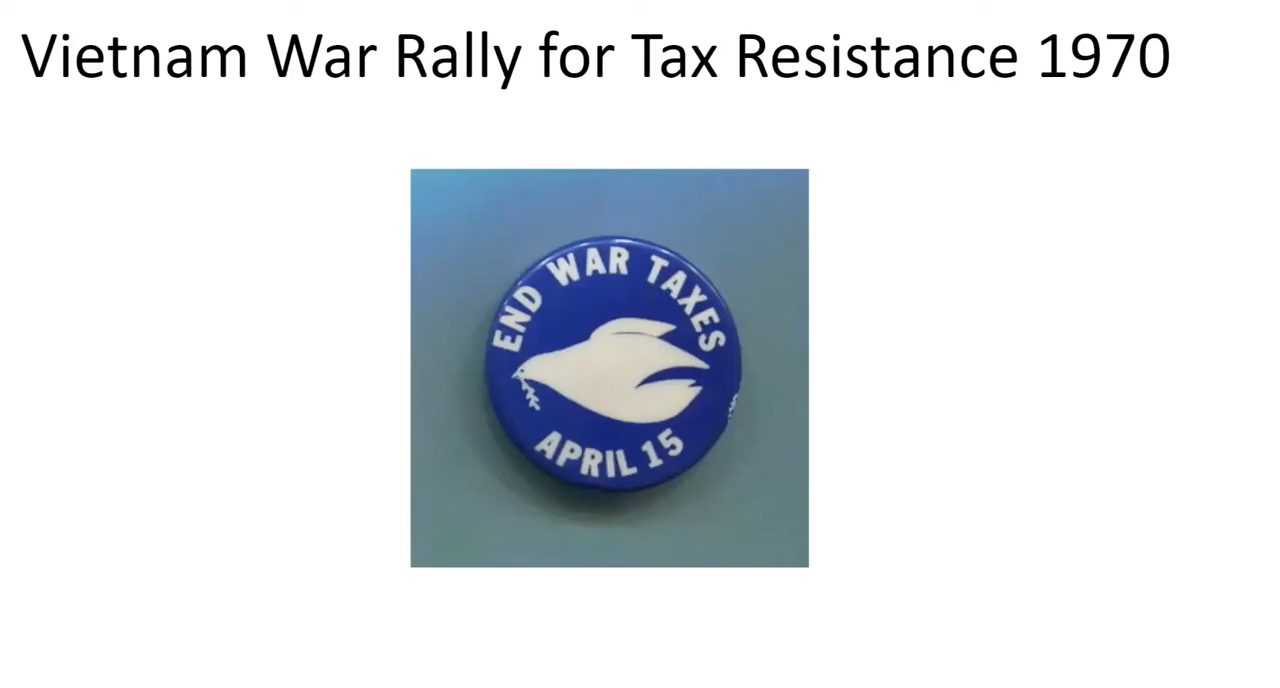 Vietnam War Rally for Tax Resistance 1970
END WAR TAXES
APRIL 15